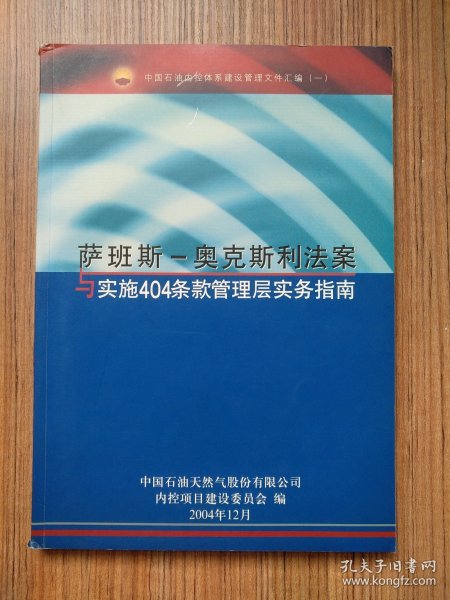 中国石油内控体系建设管理文件汇编（一）
萨班斯－奥克斯利法案
与实施404条款管理层实务指南
中国石油天然气股份有限公司
内控项目建设委员会 编
2004年12月
孔夫子旧书网
www.kongfz.com